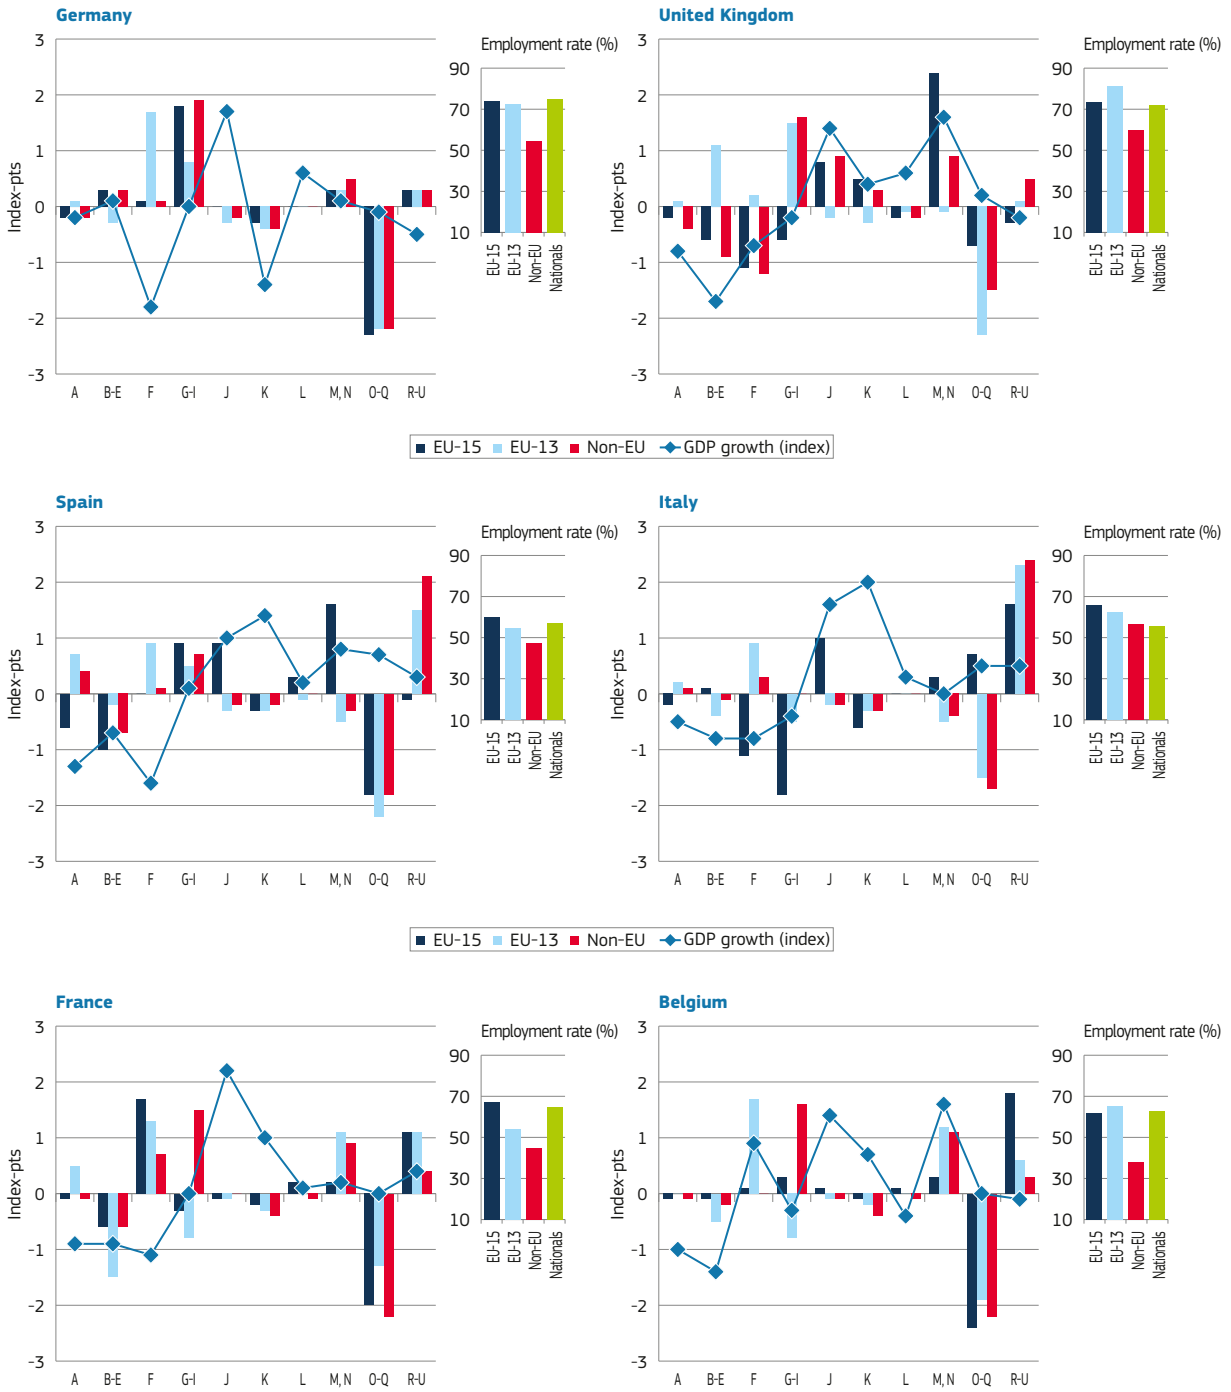 Germany
United Kingdom
3
2
1
0
-1
-2
-3
Index-pts
A B-E F G-I J K L M, N O-Q R-U
Employment rate (%)
90
70
50
30
10
EU-15
EU-13
Non-EU
Nationals
3
2
1
0
-1
-2
-3
Index-pts
A B-E F G-I J K L M, N O-Q R-U
Employment rate (%)
90
70
50
30
10
EU-15
EU-13
Non-EU
Nationals
EU-15 EU-13 Non-EU GDP growth (index)
Spain
Italy
3
2
1
0
-1
-2
-3
Index-pts
A B-E F G-I J K L M, N O-Q R-U
Employment rate (%)
90
70
50
30
10
EU-15
EU-13
Non-EU
Nationals
3
2
1
0
-1
-2
-3
Index-pts
A B-E F G-I J K L M, N O-Q R-U
Employment rate (%)
90
70
50
30
10
EU-15
EU-13
Non-EU
Nationals
EU-15 EU-13 Non-EU GDP growth (index)
France
Belgium
3
2
1
0
-1
-2
-3
Index-pts
A B-E F G-I J K L M, N O-Q R-U
Employment rate (%)
90
70
50
30
10
EU-15
EU-13
Non-EU
Nationals
3
2
1
0
-1
-2
-3
Index-pts
A B-E F G-I J K L M, N O-Q R-U
Employment rate (%)
90
70
50
30
10
EU-15
EU-13
Non-EU
Nationals